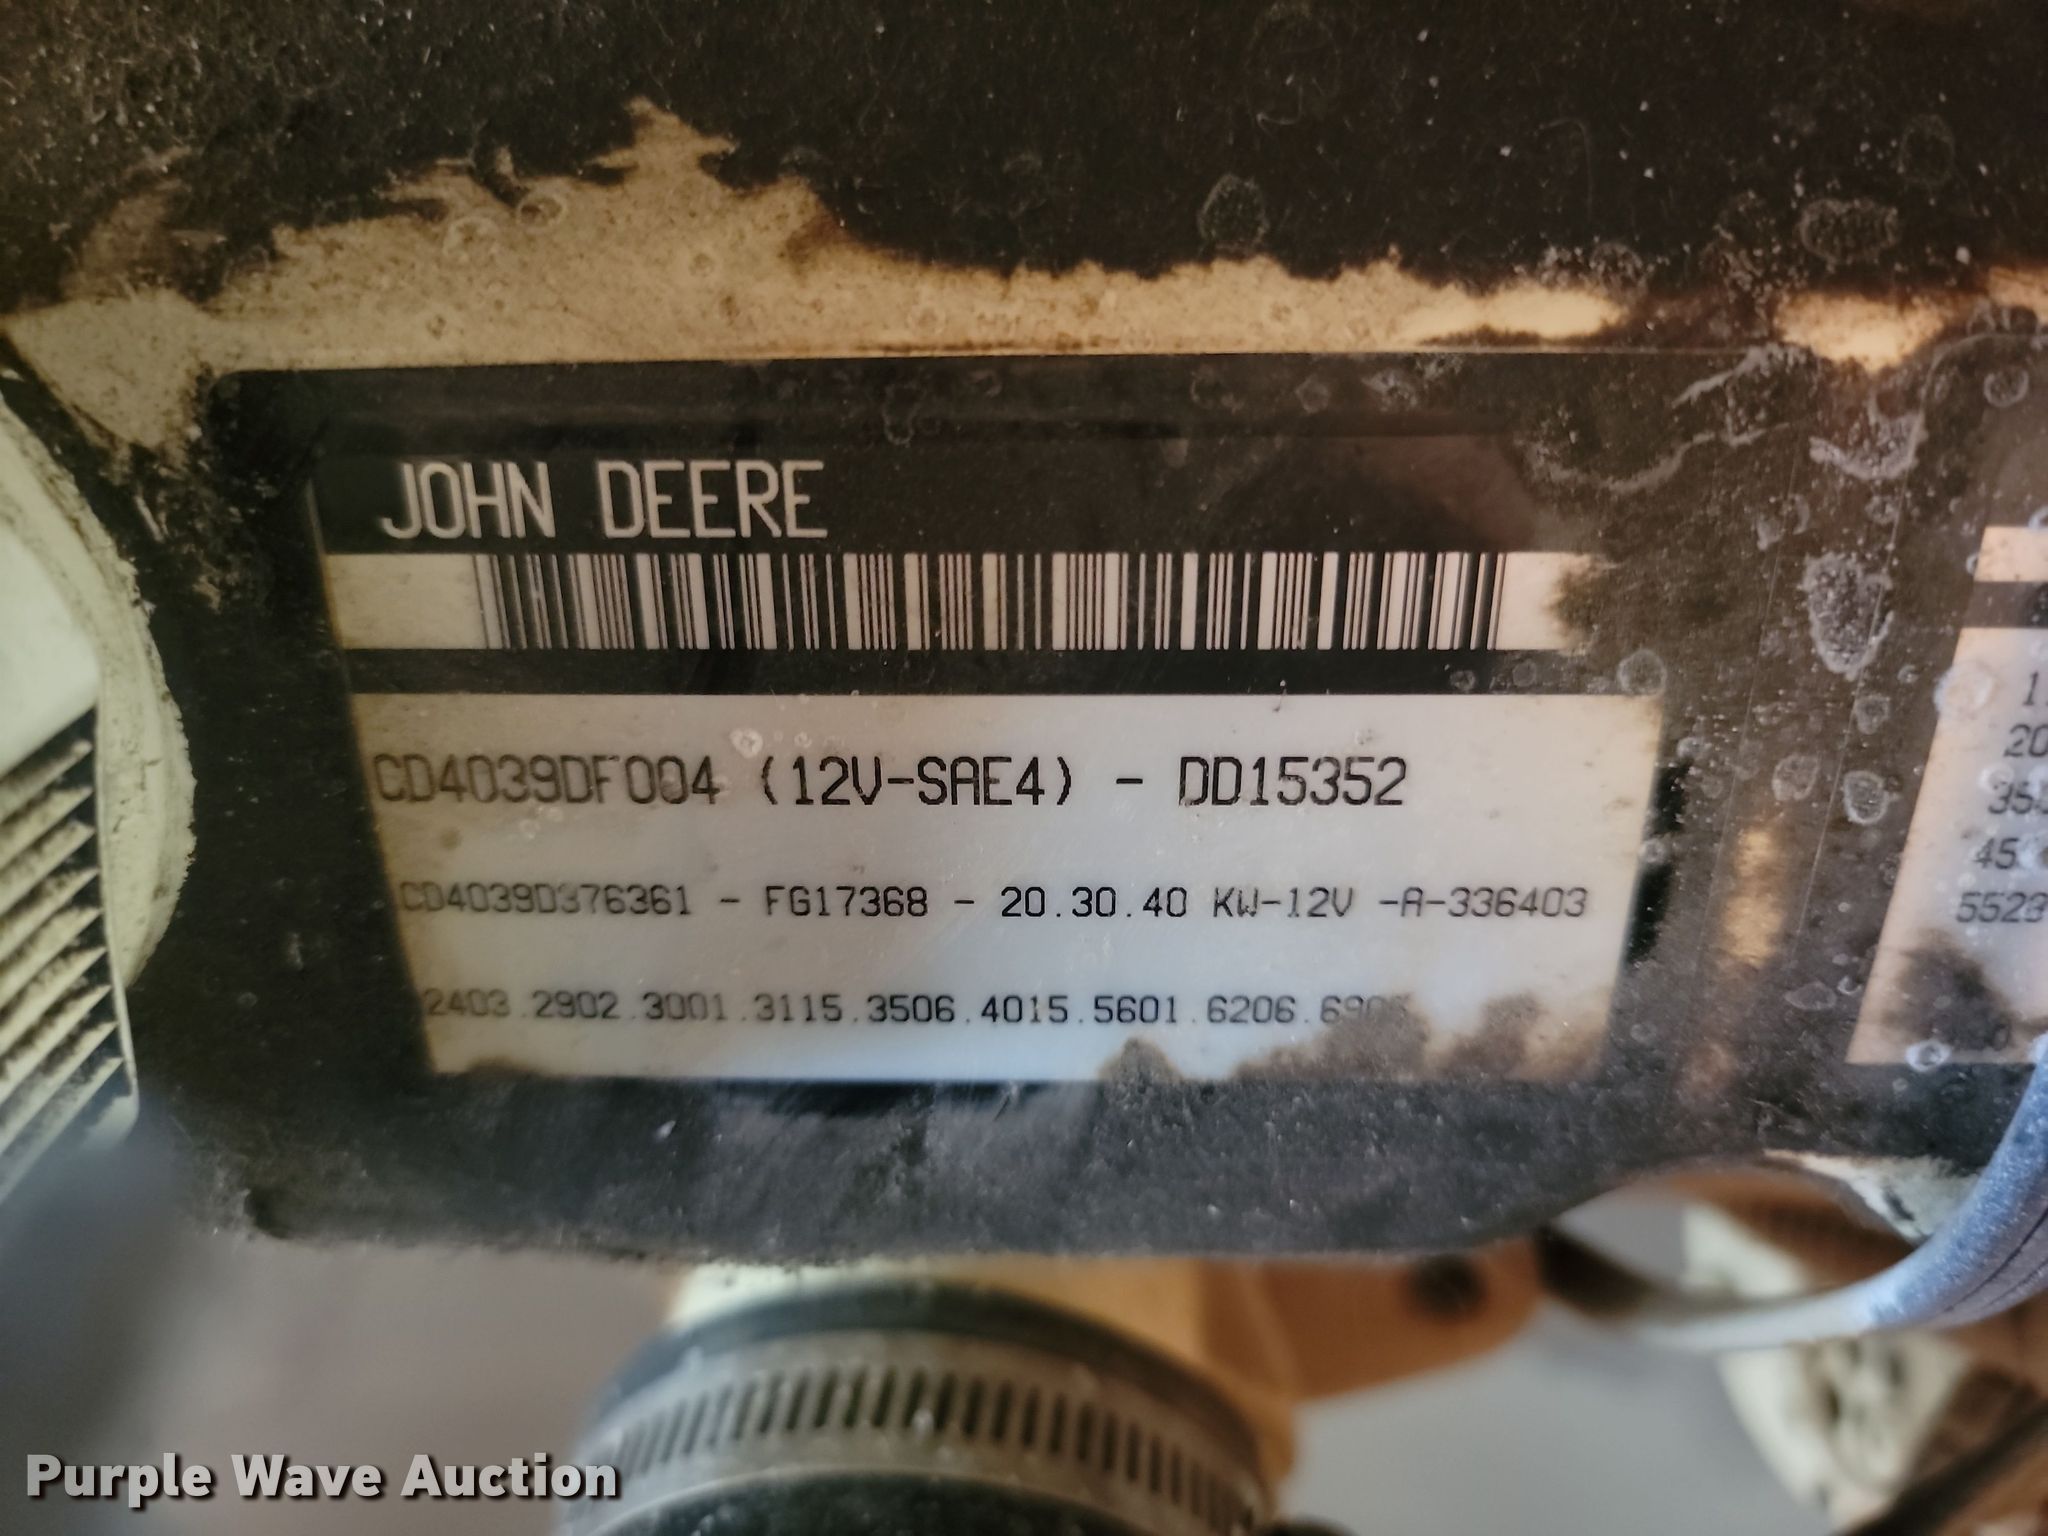 JOHN DEERE
CD4039DF004 (12V-SAE4) - DD15352
CD4039D376361 - FG17368 - 20.30.40 KW-12V -A-336403
2403.2902.3001.3115.3506.4015.5601.6206.
Purple Wave Auction